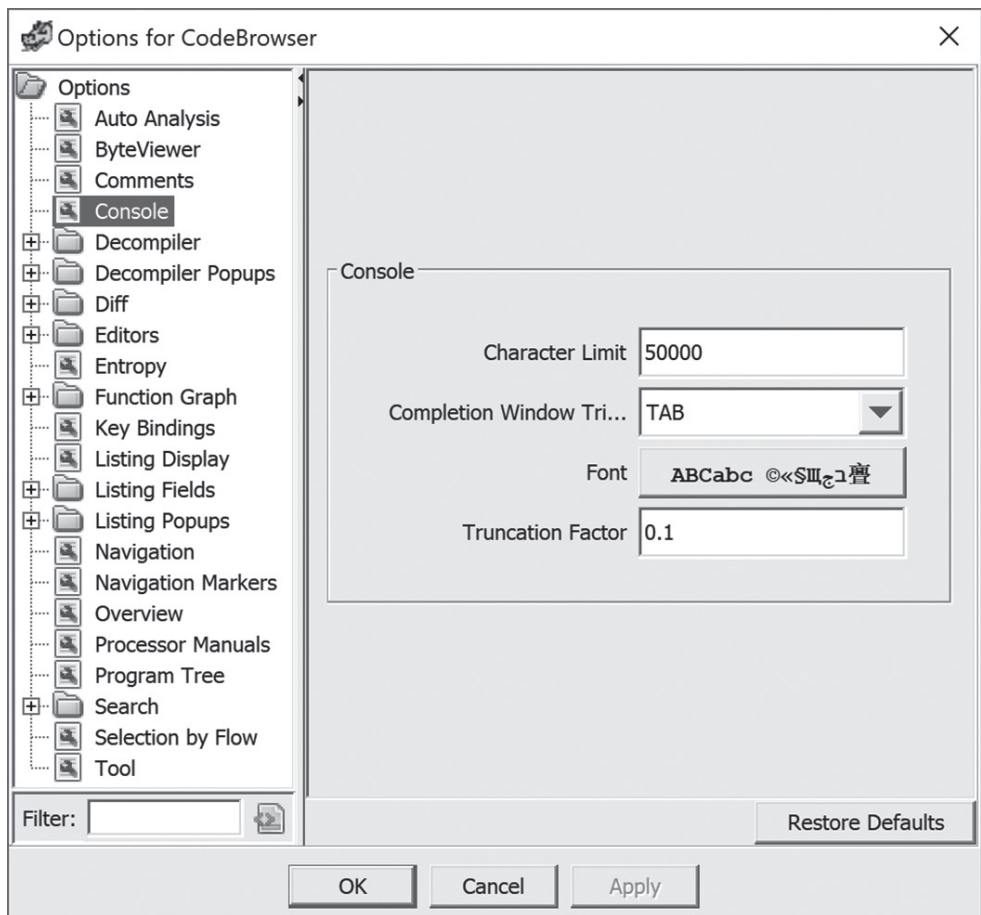 Options for CodeBrowser
Options
Auto Analysis
ByteViewer
Comments
Console
Decompiler
Decompiler Popups
Diff
Editors
Entropy
Function Graph
Key Bindings
Listing Display
Listing Fields
Listing Popups
Navigation
Navigation Markers
Overview
Processor Manuals
Program Tree
Search
Selection by Flow
Tool
Filter:
Console
Character Limit 50000
Completion Window Tri... TAB
Font ABCabc ©«§
Truncation Factor 0.1
Restore Defaults
OK Cancel Apply